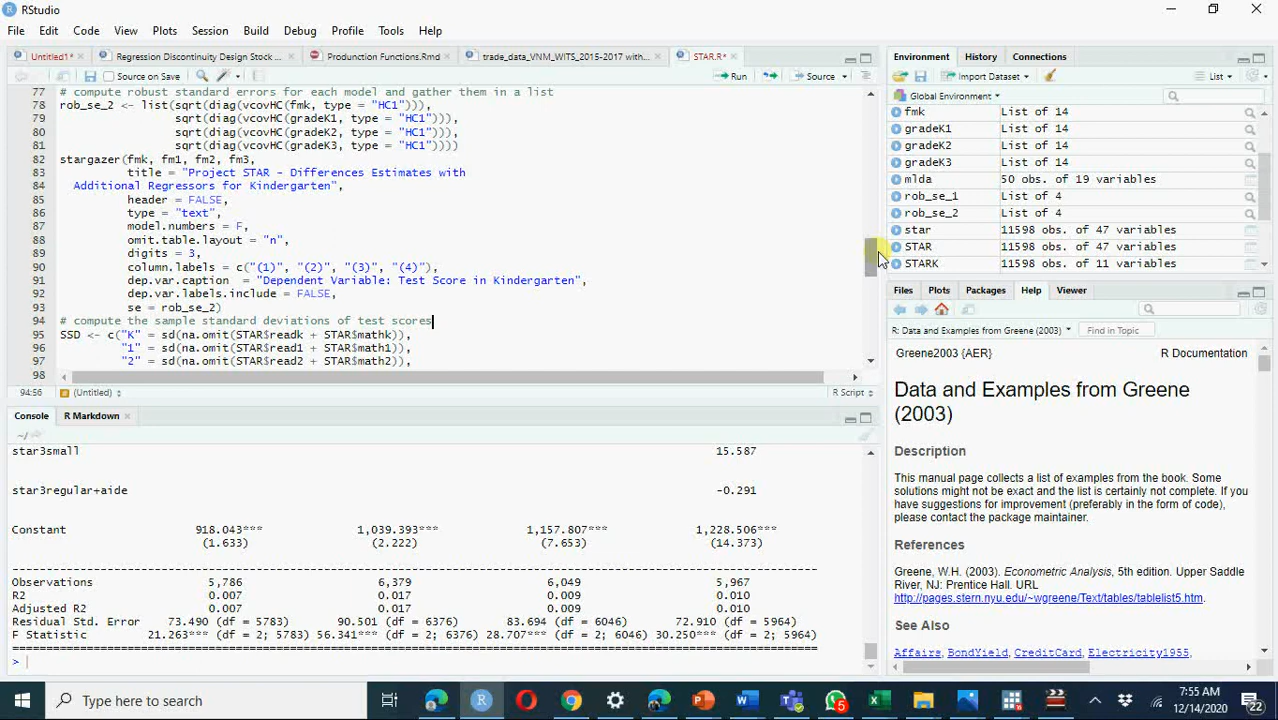 RStudio
File Edit Code View Plots Session Build Debug Profile Tools Help
Untitled1* Regression Discontinuity Design Stock ... Production Functions.Rmd trade_data_VNM_WITS_2015-2017 with... STAR.R*
Source on Save Run Source
77 # compute robust standard errors for each model and gather them in a list
78 rob_se_2 <- list(sqrt(diag(vcovHC(fmk, type = "HC1"))),
79 sqrt(diag(vcovHC(gradeK1, type = "HC1"))),
80 sqrt(diag(vcovHC(gradeK2, type = "HC1"))),
81 sqrt(diag(vcovHC(gradeK3, type = "HC1"))))
82 stargazer(fmk, fm1, fm2, fm3,
83 title = "Project STAR - Differences Estimates with
84 Additional Regressors for Kindergarten",
85 header = FALSE,
86 type = "text",
87 model.numbers = F,
88 omit.table.layout = "n",
89 digits = 3,
90 column.labels = c("(1)", "(2)", "(3)", "(4)"),
91 dep.var.caption = "Dependent Variable: Test Score in Kindergarten",
92 dep.var.labels.include = FALSE,
93 se = rob_se_2)
94 # compute the sample standard deviations of test scores
95 SSD <- c("K" = sd(na.omit(STAR$readk + STAR$mathk)),
96 "1" = sd(na.omit(STAR$read1 + STAR$math1)),
97 "2" = sd(na.omit(STAR$read2 + STAR$math2)),
98
94:56 (Untitled) R Script
Console R Markdown
~/
star3small 15.587
star3regular+aide -0.291
Constant 918.043*** 1,039.393*** 1,157.807*** 1,228.506***
(1.633) (2.222) (7.653) (14.373)
Observations 5,786 6,379 6,049 5,967
R2 0.007 0.017 0.009 0.010
Adjusted R2 0.007 0.017 0.009 0.010
Residual Std. Error 73.490 (df = 5783) 90.501 (df = 6376) 83.694 (df = 6046) 72.910 (df = 5964)
F Statistic 21.263*** (df = 2; 5783) 56.341*** (df = 2; 6376) 28.707*** (df = 2; 6046) 30.250*** (df = 2; 5964)
>
Environment History Connections
Import Dataset List
Global Environment
fmk List of 14
gradeK1 List of 14
gradeK2 List of 14
gradeK3 List of 14
mlda 50 obs. of 19 variables
rob_se_1 List of 4
rob_se_2 List of 4
star 11598 obs. of 47 variables
STAR 11598 obs. of 47 variables
STARK 11598 obs. of 11 variables
Files Plots Packages Help Viewer
R: Data and Examples from Greene (2003) Find in Topic
Greene2003 {AER} R Documentation
Data and Examples from Greene
(2003)
Description
This manual page collects a list of examples from the book. Some
solutions might not be exact and the list is certainly not complete. If you
have suggestions for improvement (preferably in the form of code),
please contact the package maintainer.
References
Greene, W.H. (2003). Econometric Analysis, 5th edition. Upper Saddle
River, NJ: Prentice Hall. URL
http://pages.stern.nyu.edu/~wgreene/Text/tables/tablelist5.htm.
See Also
Affairs, BondYield, CreditCard, Electricity1955,
Type here to search
5
7:55 AM
12/14/2020
22